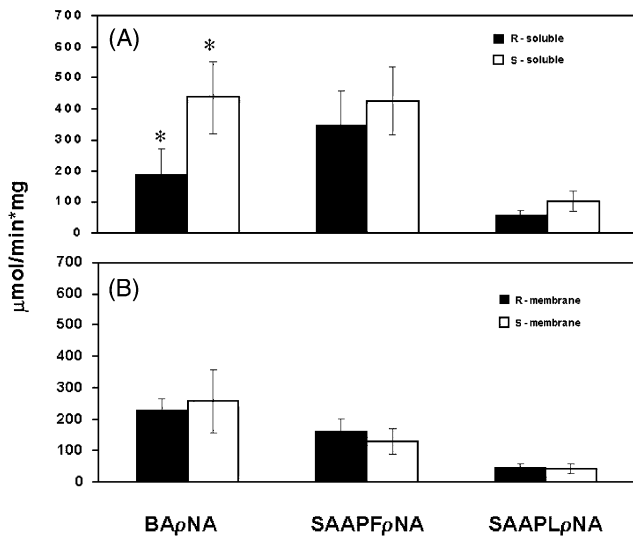 (A)
700
600
500
400
300
200
100
0
* *
R - soluble
S - soluble
µmol/min*mg
(B)
700
600
500
400
300
200
100
0
R - membrane
S - membrane
BAρNA SAAPFρNA SAAPLρNA